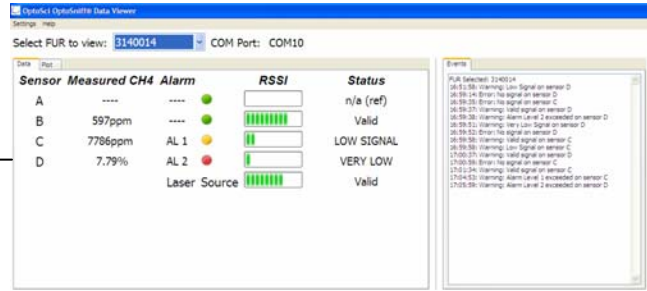 OptoSci OptoSniff® Data Viewer
Settings Help
Select FUR to view: 3140014 COM Port: COM10
Data Plot
Sensor Measured CH4 Alarm RSSI Status
A ---- ---- n/a (ref)
B 597ppm ---- Valid
C 7786ppm AL 1 LOW SIGNAL
D 7.79% AL 2 VERY LOW
Laser Source Valid
Events
FUR Selected: 3140014
16:51:58: Warning: Low Signal on sensor D
16:59:14: Error: No signal on sensor D
16:59:35: Error: No signal on sensor C
16:59:37: Warning: Valid signal on sensor D
16:59:38: Warning: Alarm Level 2 exceeded on sensor D
16:59:51: Warning: Very Low Signal on sensor D
16:59:52: Error: No signal on sensor D
16:59:58: Warning: Valid signal on sensor C
16:59:58: Warning: Low Signal on sensor C
17:00:37: Warning: Valid signal on sensor D
17:00:56: Error: No signal on sensor C
17:01:34: Warning: Valid signal on sensor C
17:04:53: Warning: Alarm Level 1 exceeded on sensor C
17:05:59: Warning: Alarm Level 2 exceeded on sensor D